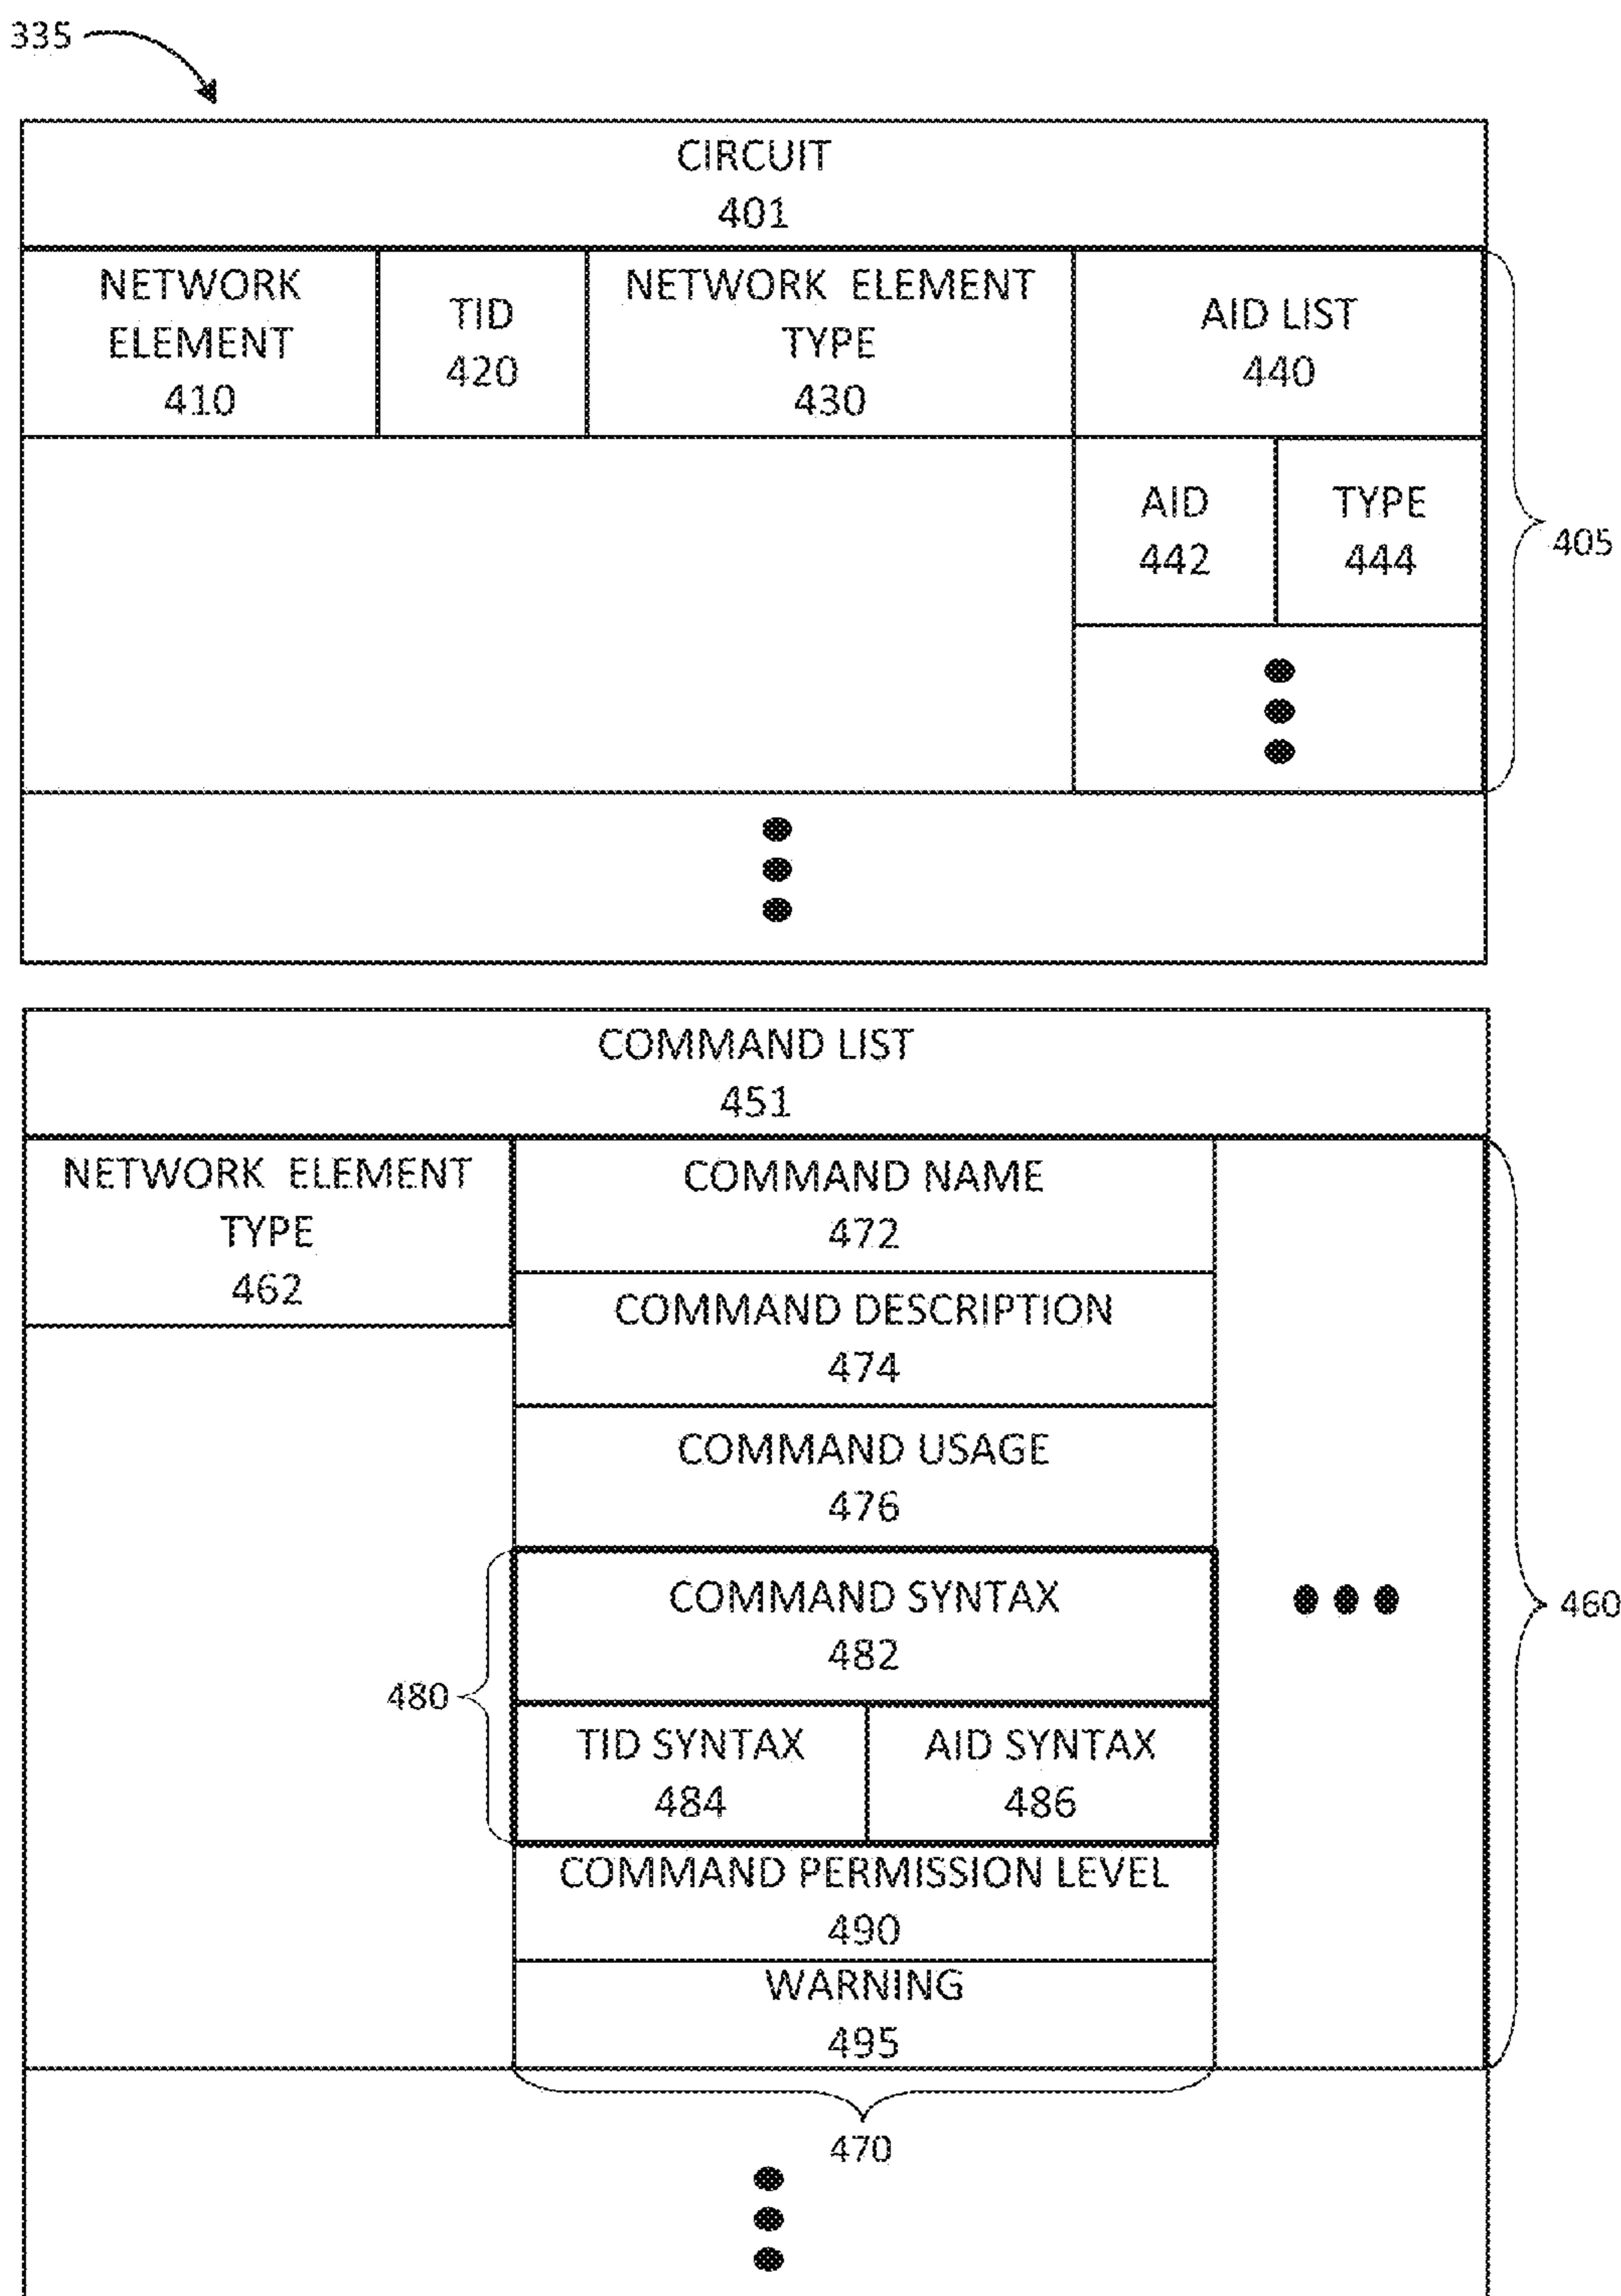 335
CIRCUIT
401
NETWORK
ELEMENT
410
TID
420
NETWORK ELEMENT
TYPE
430
AID LIST
440
AID
442
TYPE
444
405
COMMAND LIST
451
NETWORK ELEMENT
TYPE
462
COMMAND NAME
472
COMMAND DESCRIPTION
474
COMMAND USAGE
476
COMMAND SYNTAX
482
460
480
TID SYNTAX
484
AID SYNTAX
486
COMMAND PERMISSION LEVEL
490
WARNING
495
470